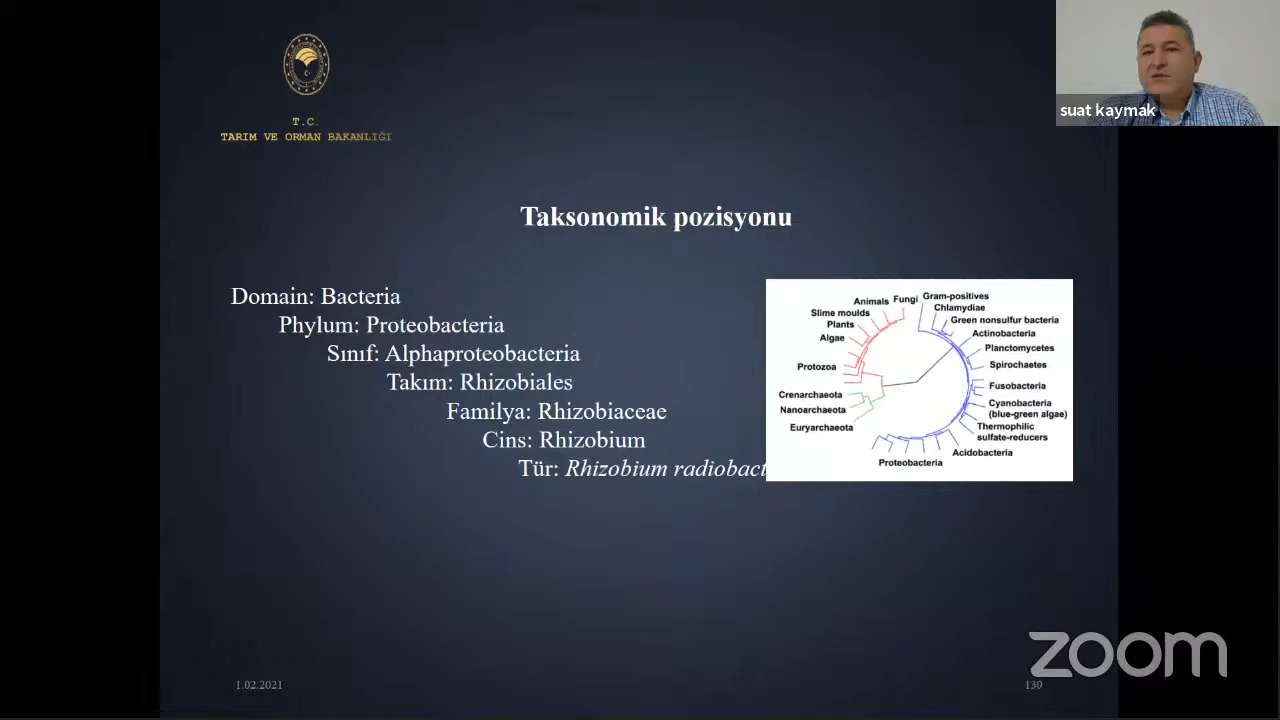 T.C.
TARIM VE ORMAN BAKANLIĞI
suat kaymak
Taksonomik pozisyonu
Domain: Bacteria
Phylum: Proteobacteria
Sınıf: Alphaproteobacteria
Takım: Rhizobiales
Familya: Rhizobiaceae
Cins: Rhizobium
Tür: Rhizobium radiobact
Animals
Fungi
Gram-positives
Slime moulds
Chlamydiae
Plants
Green nonsulfur bacteria
Algae
Actinobacteria
Planctomycetes
Protozoa
Spirochaetes
Fusobacteria
Crenarchaeota
Cyanobacteria
(blue-green algae)
Nanoarchaeota
Euryarchaeota
Thermophilic
sulfate-reducers
Acidobacteria
Proteobacteria
zoom
1.02.2021
130